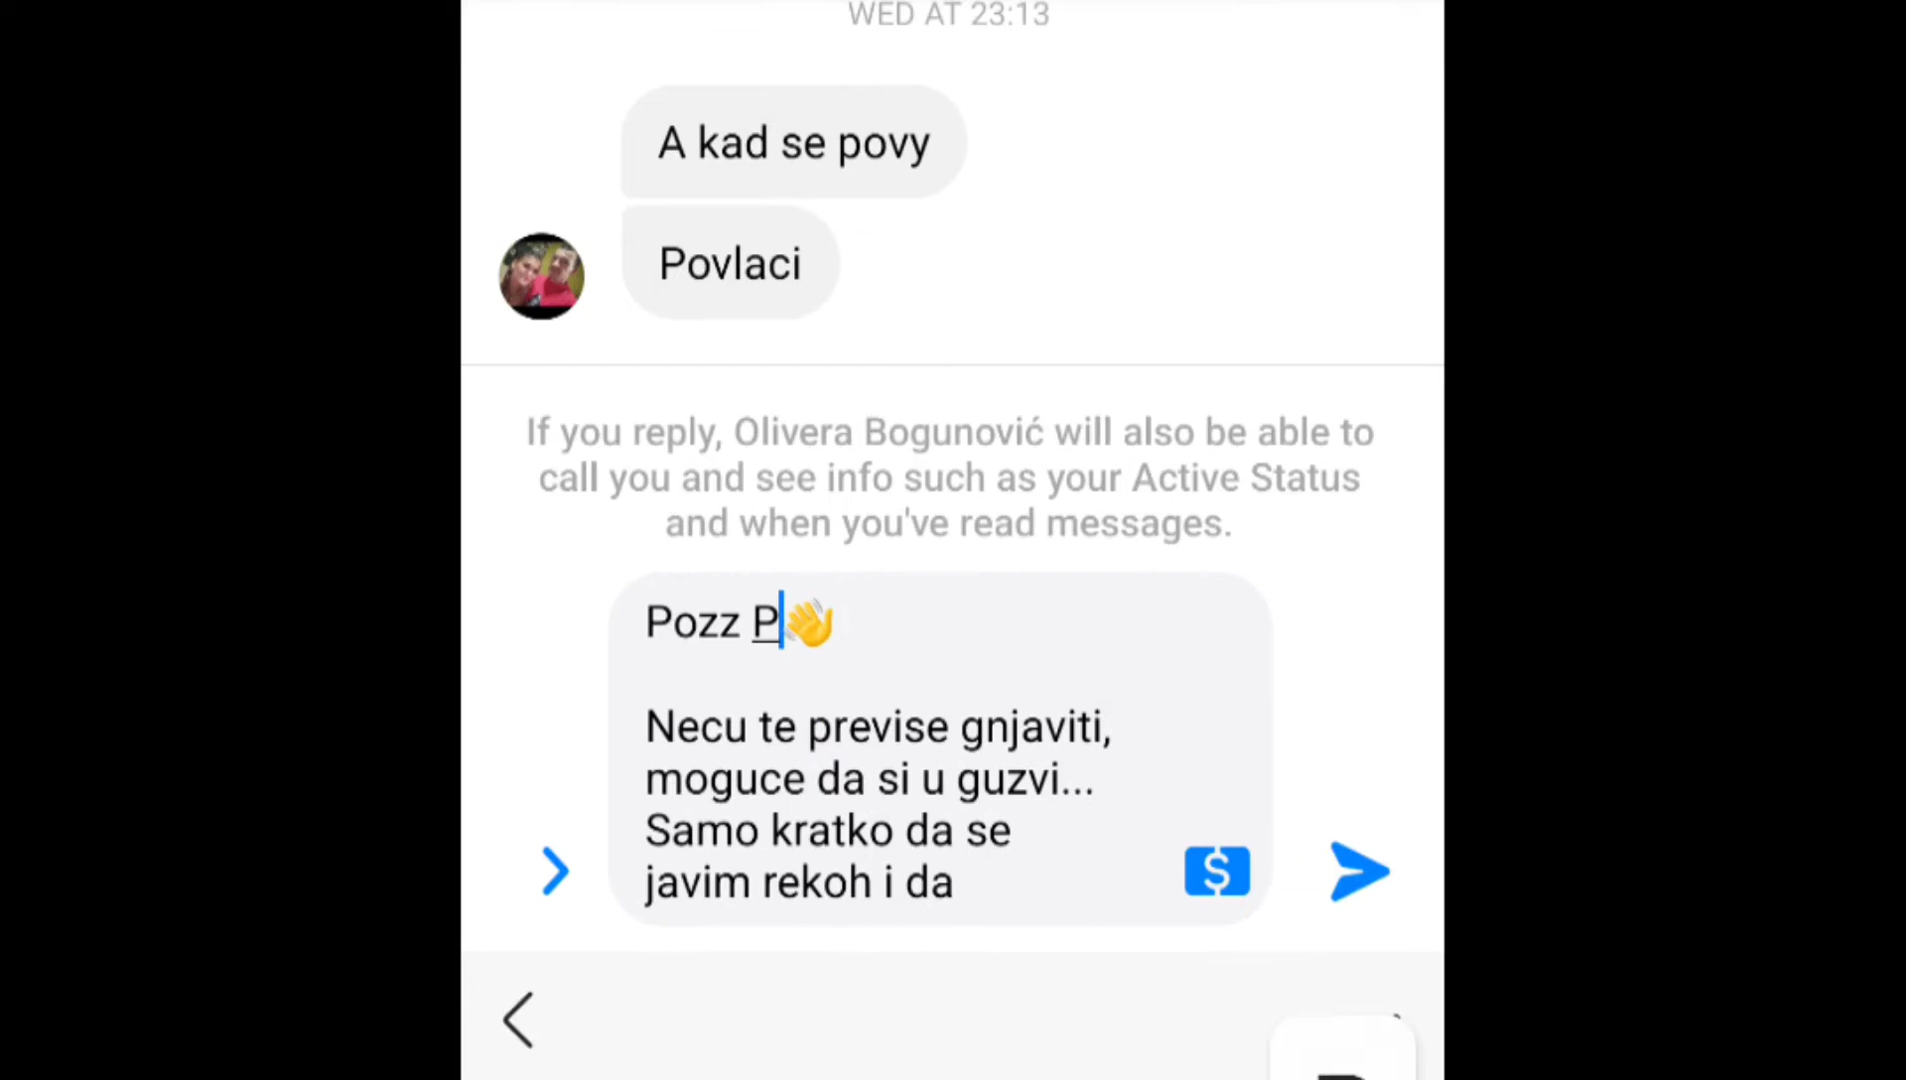 WED AT 23:13
A kad se povy
Povlaci
If you reply, Olivera Bogunović will also be able to
call you and see info such as your Active Status
and when you've read messages.
Pozz P👋
Necu te previse gnjaviti,
moguce da si u guzvi...
Samo kratko da se
javim rekoh i da
$